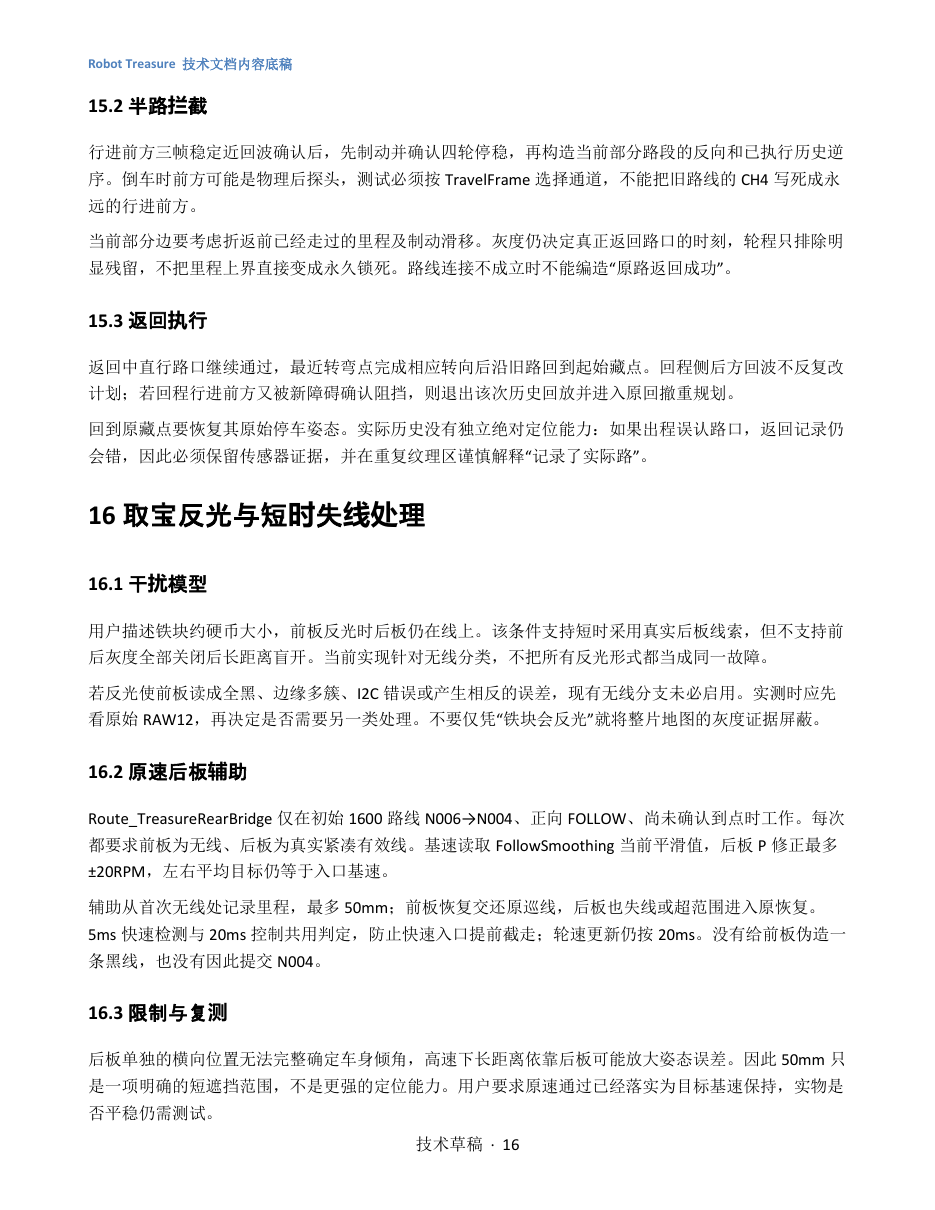 Robot Treasure 技术文档内容底稿
15.2 半路拦截
行进前方三帧稳定近回波确认后，先制动并确认四轮停稳，再构造当前部分路段的反向和已执行历史逆
序。倒车时前方可能是物理后探头，测试必须按 TravelFrame 选择通道，不能把旧路线的 CH4 写死成永
远的行进前方。
当前部分边要考虑折返前已经走过的里程及制动滑移。灰度仍决定真正返回路口的时刻，轮程只排除明
显残留，不把里程上界直接变成永久锁死。路线连接不成立时不能编造“原路返回成功”。
15.3 返回执行
返回中直行路口继续通过，最近转弯点完成相应转向后沿旧路回到起始藏点。回程侧后方回波不反复改
计划；若回程行进前方又被新障碍确认阻挡，则退出该次历史回放并进入原回撤重规划。
回到原藏点要恢复其原始停车姿态。实际历史没有独立绝对定位能力：如果出程误认路口，返回记录仍
会错，因此必须保留传感器证据，并在重复纹理区谨慎解释“记录了实际路”。
16 取宝反光与短时失线处理
16.1 干扰模型
用户描述铁块约硬币大小，前板反光时后板仍在线上。该条件支持短时采用真实后板线索，但不支持前
后灰度全部关闭后长距离盲开。当前实现针对无线分类，不把所有反光形式都当成同一故障。
若反光使前板读成全黑、边缘多簇、I2C 错误或产生相反的误差，现有无线分支未必启用。实测时应先
看原始 RAW12，再决定是否需要另一类处理。不要仅凭“铁块会反光”就将整片地图的灰度证据屏蔽。
16.2 原速后板辅助
Route_TreasureRearBridge 仅在初始 1600 路线 N006→N004、正向 FOLLOW、尚未确认到点时工作。每次
都要求前板为无线、后板为真实紧凑有效线。基速读取 FollowSmoothing 当前平滑值，后板 P 修正最多
±20RPM，左右平均目标仍等于入口基速。
辅助从首次无线处记录里程，最多 50mm；前板恢复交还原巡线，后板也失线或超范围进入原恢复。
5ms 快速检测与 20ms 控制共用判定，防止快速入口提前截走；轮速更新仍按 20ms。没有给前板伪造一
条黑线，也没有因此提交 N004。
16.3 限制与复测
后板单独的横向位置无法完整确定车身倾角，高速下长距离依靠后板可能放大姿态误差。因此 50mm 只
是一项明确的短遮挡范围，不是更强的定位能力。用户要求原速通过已经落实为目标基速保持，实物是
否平稳仍需测试。
技术草稿 · 16